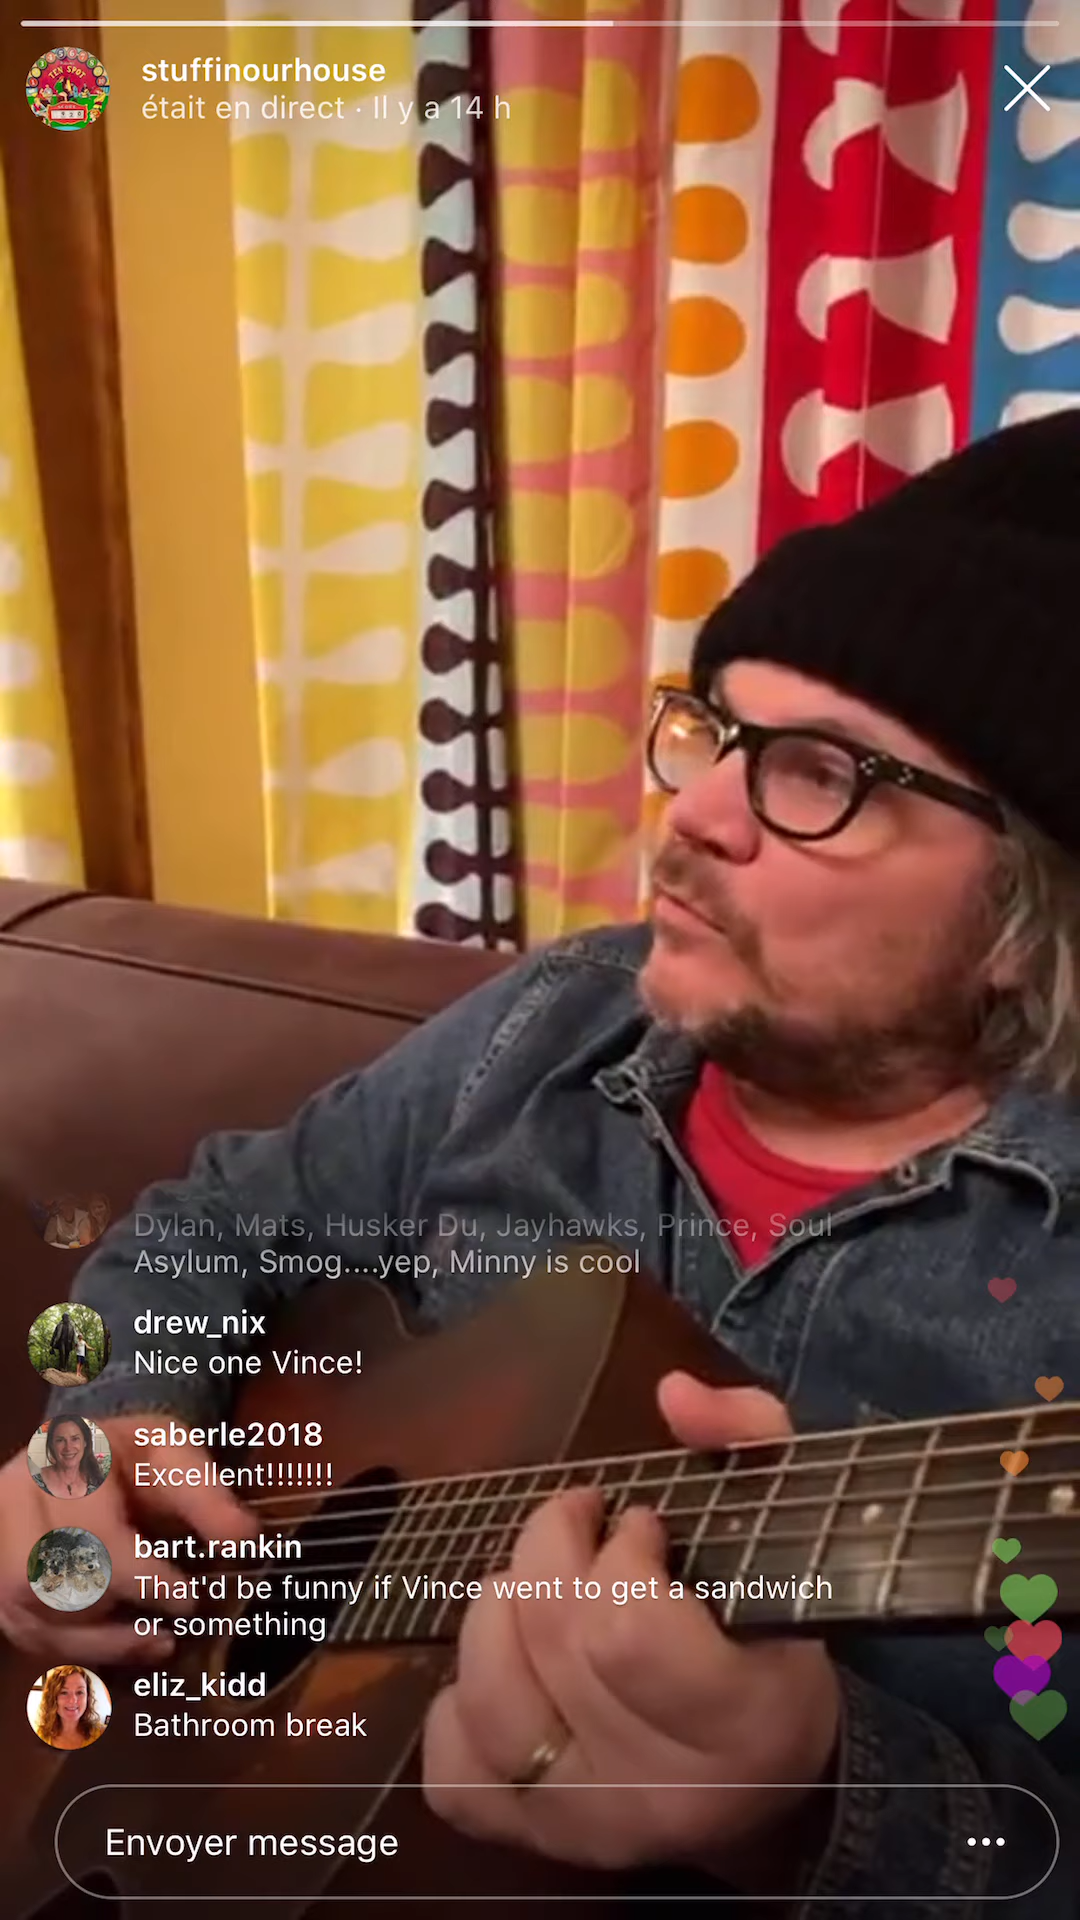 TEN SPOT
stuffinourhouse
était en direct · Il y a 14 h
Dylan, Mats, Husker Du, Jayhawks, Prince, Soul
Asylum, Smog....yep, Minny is cool
drew_nix
Nice one Vince!
saberle2018
Excellent!!!!!!!
bart.rankin
That'd be funny if Vince went to get a sandwich
or something
eliz_kidd
Bathroom break
Envoyer message